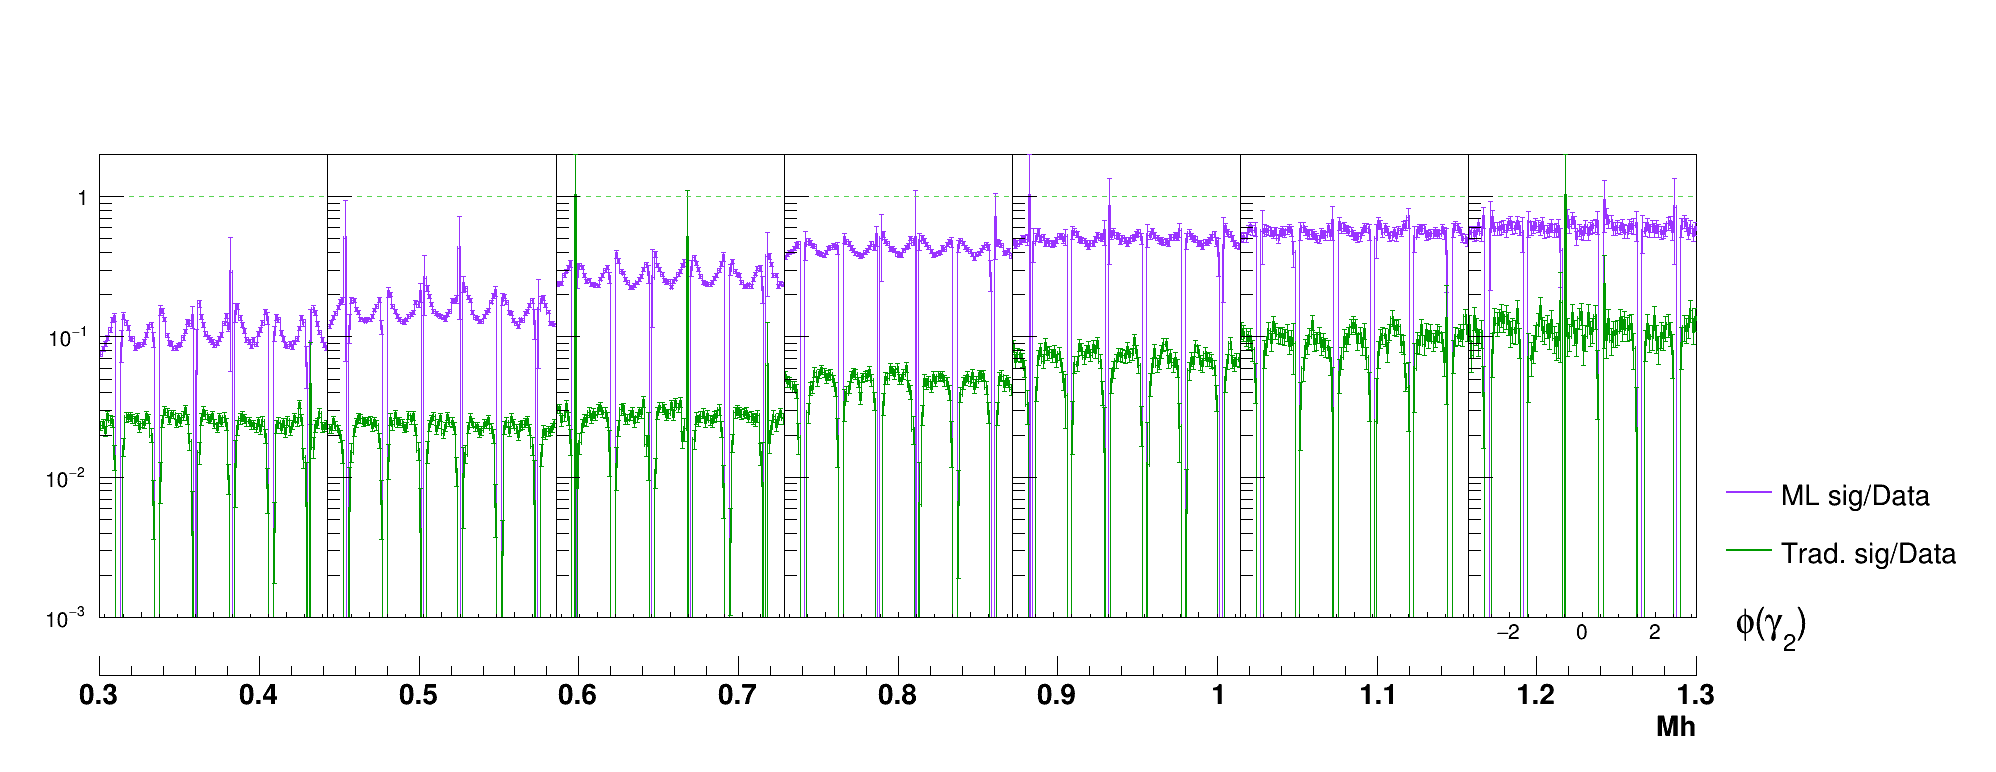 1
10⁻¹
10⁻²
10⁻³
ML sig/Data
Trad. sig/Data
−2 0 2
ϕ(γ₂)
0.3 0.4 0.5 0.6 0.7 0.8 0.9 1 1.1 1.2 1.3
Mh